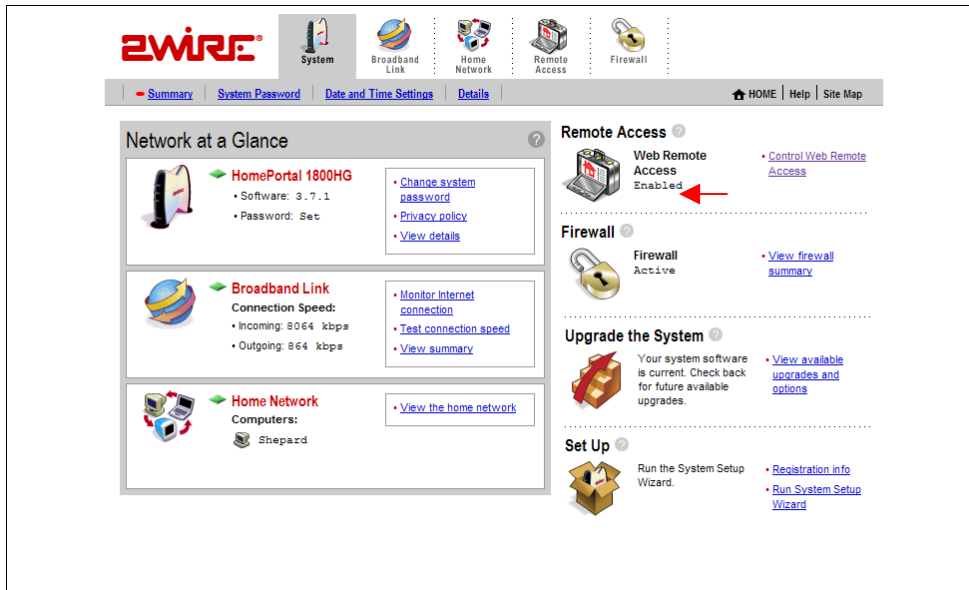 2WIRE
System
Broadband
Link
Home
Network
Remote
Access
Firewall
Summary
System Password
Date and Time Settings
Details
HOME | Help | Site Map
Network at a Glance ?
HomePortal 1800HG
• Software: 3.7.1
• Password: Set
• Change system
password
• Privacy policy
• View details
Broadband Link
Connection Speed:
• Incoming: 8064 kbps
• Outgoing: 864 kbps
• Monitor Internet
connection
• Test connection speed
• View summary
Home Network
Computers:
Shepard
• View the home network
Remote Access ?
Web Remote
Access
Enabled
• Control Web Remote
Access
Firewall ?
Firewall
Active
• View firewall
summary
Upgrade the System ?
Your system software
is current. Check back
for future available
upgrades.
• View available
upgrades and
options
Set Up ?
Run the System Setup
Wizard.
• Registration info
• Run System Setup
Wizard